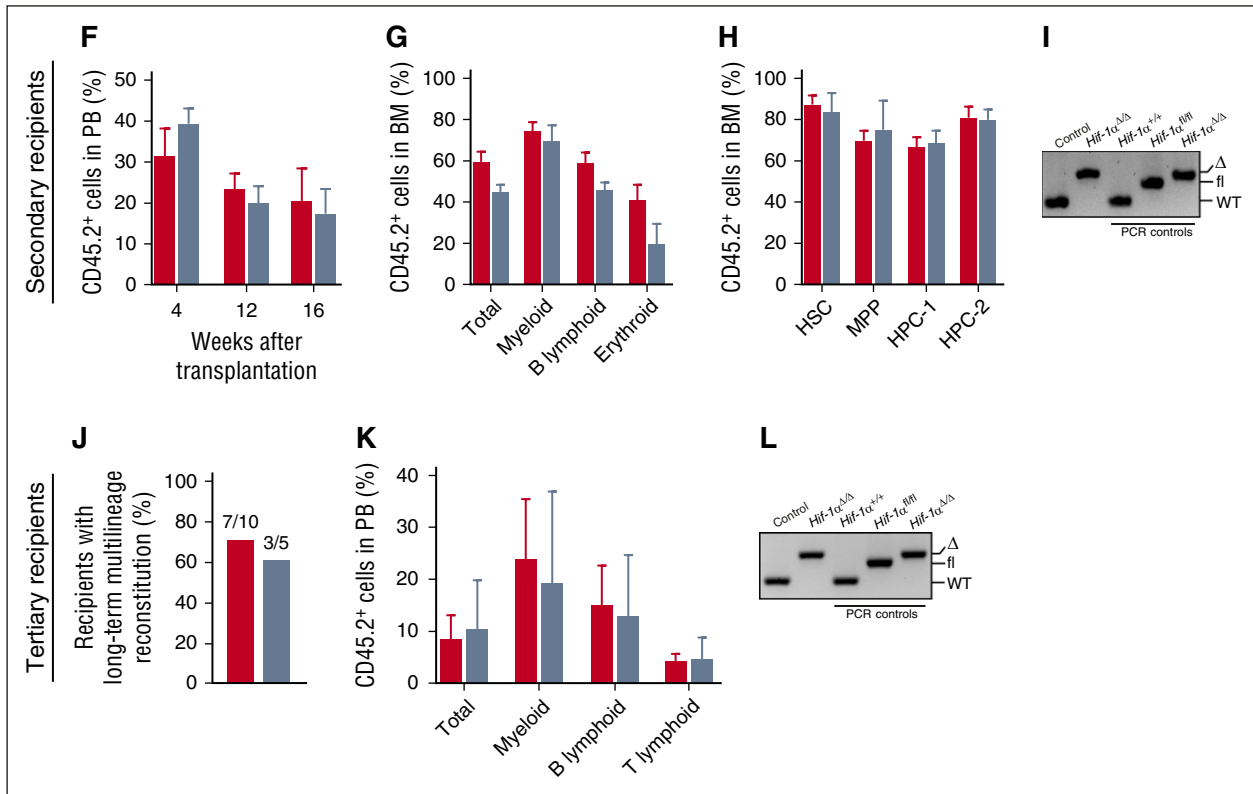 F
G
H
I
Secondary recipients
CD45.2+ cells in PB (%)
50
40
30
20
10
0
4
12
16
Weeks after
transplantation
CD45.2+ cells in BM (%)
100
80
60
40
20
0
Total
Myeloid
B lymphoid
Erythroid
CD45.2+ cells in BM (%)
100
80
60
40
20
0
HSC
MPP
HPC-1
HPC-2
Control
Hif-1αΔ/Δ
Hif-1α+/+
Hif-1αfl/fl
Hif-1αΔ/Δ
Δ
fl
WT
PCR controls
J
K
L
Tertiary recipients
Recipients with
long-term multilineage
reconstitution (%)
100
80
60
40
20
0
7/10
3/5
CD45.2+ cells in PB (%)
40
30
20
10
0
Total
Myeloid
B lymphoid
T lymphoid
Control
Hif-1αΔ/Δ
Hif-1α+/+
Hif-1αfl/fl
Hif-1αΔ/Δ
Δ
fl
WT
PCR controls